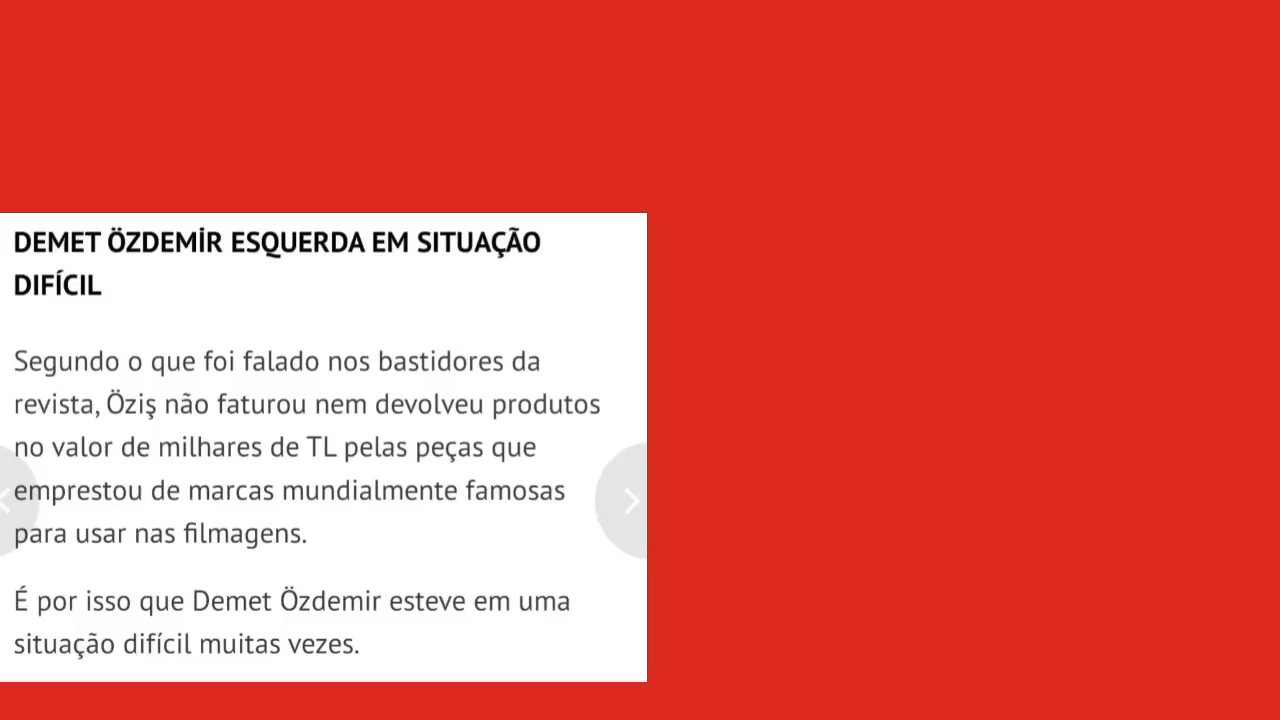 DEMET ÖZDEMİR ESQUERDA EM SITUAÇÃO
DIFÍCIL
Segundo o que foi falado nos bastidores da
revista, Öziş não faturou nem devolveu produtos
no valor de milhares de TL pelas peças que
emprestou de marcas mundialmente famosas
para usar nas filmagens.
É por isso que Demet Özdemir esteve em uma
situação difícil muitas vezes.